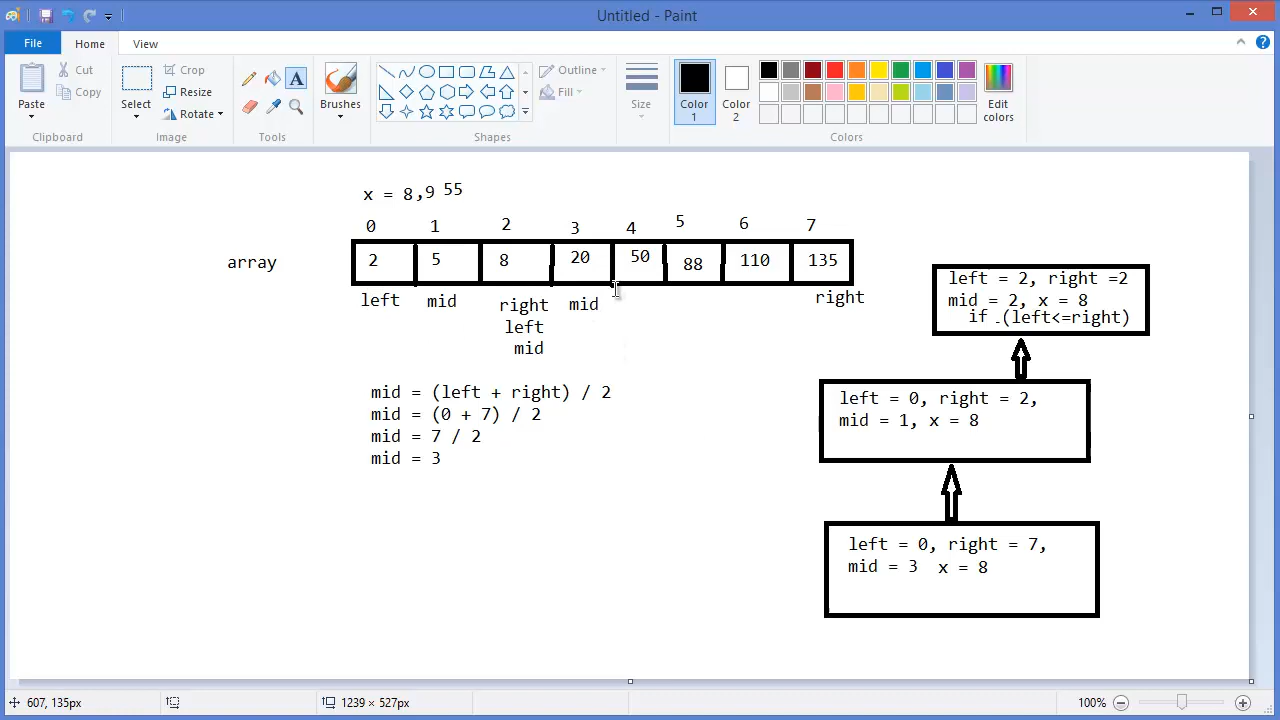 Untitled - Paint
File Home View
Paste
Cut
Copy
Clipboard
Select
Crop
Resize
Rotate
Image
A
Tools
Brushes
Shapes
Outline
Fill
Size
Color 1
Color 2
Edit colors
Colors
x = 8,9 55
0 1 2 3 4 5 6 7
array 2 5 8 20 50 88 110 135
left mid right mid right
left
mid
mid = (left + right) / 2
mid = (0 + 7) / 2
mid = 7 / 2
mid = 3
left = 2, right =2
mid = 2, x = 8
if (left<=right)
left = 0, right = 2,
mid = 1, x = 8
left = 0, right = 7,
mid = 3 x = 8
607, 135px
1239 × 527px
100%